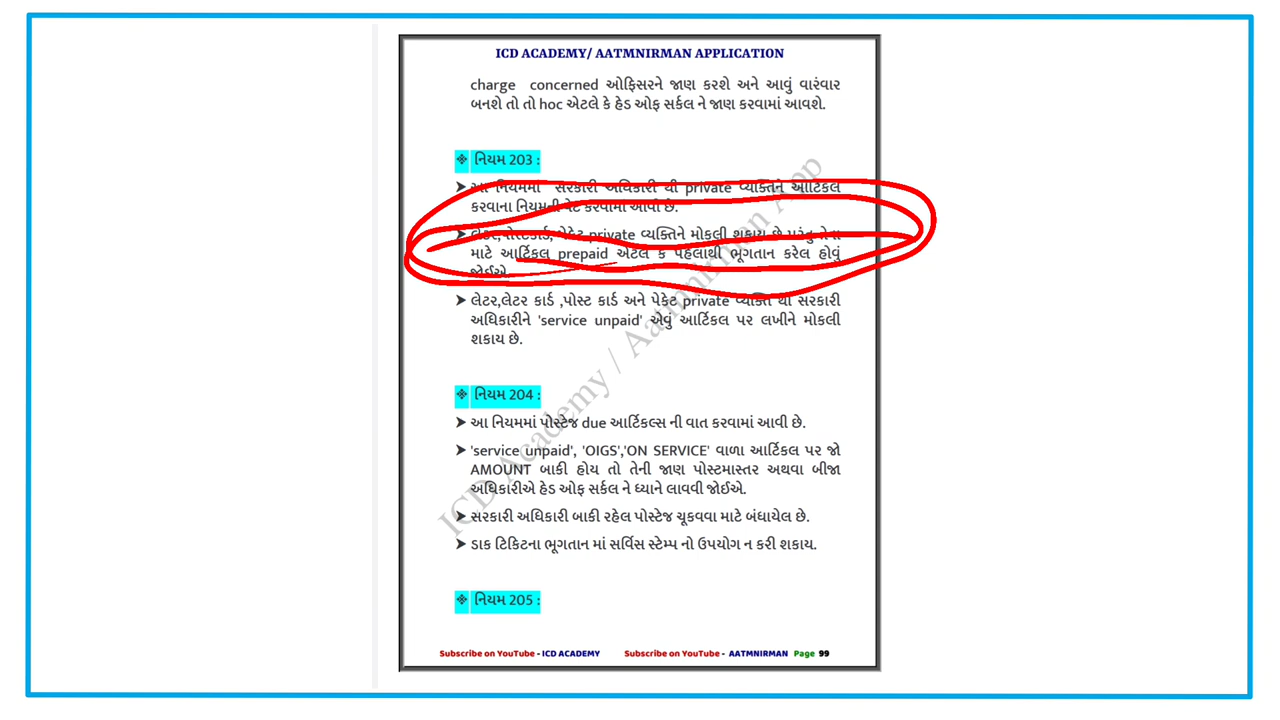 ICD ACADEMY/ AATMNIRMAN APPLICATION
charge concerned ઓફિસરને જાણ કરશે અને આવું વારંવાર
બનશે તો તો hoc એટલે કે હેડ ઓફ સર્કલ ને જાણ કરવામાં આવશે.
❖ નિયમ 203 :
➤ આ નિયમમાં સરકારી અધિકારી થી private વ્યક્તિને આર્ટિકલ
કરવાના નિયમની વેટ કરવામાં આવી છે.
➤ લેટર,પોસ્ટકાર્ડ,પેકેટ,private વ્યક્તિને મોકલી શકાય છે પરંતુ તેના
માટે આર્ટિકલ prepaid એટલે કે પહેલાથી ભૂગતાન કરેલ હોવું
જોઈએ.
➤ લેટર,લેટર કાર્ડ ,પોસ્ટ કાર્ડ અને પેકેટ private વ્યક્તિ થી સરકારી
અધિકારીને 'service unpaid' એવું આર્ટિકલ પર લખીને મોકલી
શકાય છે.
❖ નિયમ 204 :
➤ આ નિયમમાં પોસ્ટેજ due આર્ટિકલ્સ ની વાત કરવામાં આવી છે.
➤ 'service unpaid', 'OIGS','ON SERVICE' વાળા આર્ટિકલ પર જો
AMOUNT બાકી હોય તો તેની જાણ પોસ્ટમાસ્તર અથવા બીજા
અધિકારીએ હેડ ઓફ સર્કલ ને ધ્યાને લાવવી જોઈએ.
➤ સરકારી અધિકારી બાકી રહેલ પોસ્ટેજ ચૂકવવા માટે બંધાયેલ છે.
➤ ડાક ટિકિટના ભૂગતાન માં સર્વિસ સ્ટેમ્પ નો ઉપયોગ ન કરી શકાય.
❖ નિયમ 205 :
ICD Academy / Aatmnirman App
Subscribe on YouTube - ICD ACADEMY Subscribe on YouTube - AATMNIRMAN Page 99